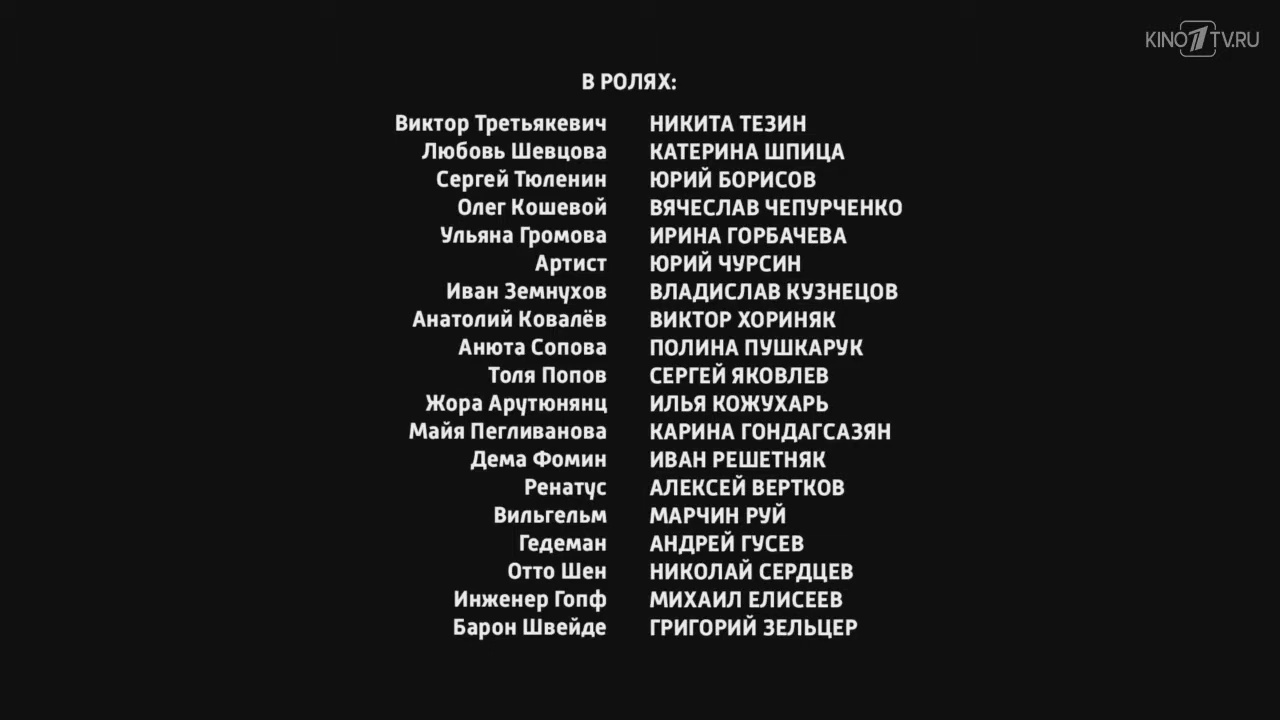 KINO1TV.RU
В РОЛЯХ:
Виктор Третьякевич НИКИТА ТЕЗИН
Любовь Шевцова КАТЕРИНА ШПИЦА
Сергей Тюленин ЮРИЙ БОРИСОВ
Олег Кошевой ВЯЧЕСЛАВ ЧЕПУРЧЕНКО
Ульяна Громова ИРИНА ГОРБАЧЕВА
Артист ЮРИЙ ЧУРСИН
Иван Земнухов ВЛАДИСЛАВ КУЗНЕЦОВ
Анатолий Ковалёв ВИКТОР ХОРИНЯК
Анюта Сопова ПОЛИНА ПУШКАРУК
Толя Попов СЕРГЕЙ ЯКОВЛЕВ
Жора Арутюнянц ИЛЬЯ КОЖУХАРЬ
Майя Пегливанова КАРИНА ГОНДАГСАЗЯН
Дема Фомин ИВАН РЕШЕТНЯК
Ренатус АЛЕКСЕЙ ВЕРТКОВ
Вильгельм МАРЧИН РУЙ
Гедеман АНДРЕЙ ГУСЕВ
Отто Шен НИКОЛАЙ СЕРДЦЕВ
Инженер Гопф МИХАИЛ ЕЛИСЕЕВ
Барон Швейде ГРИГОРИЙ ЗЕЛЬЦЕР